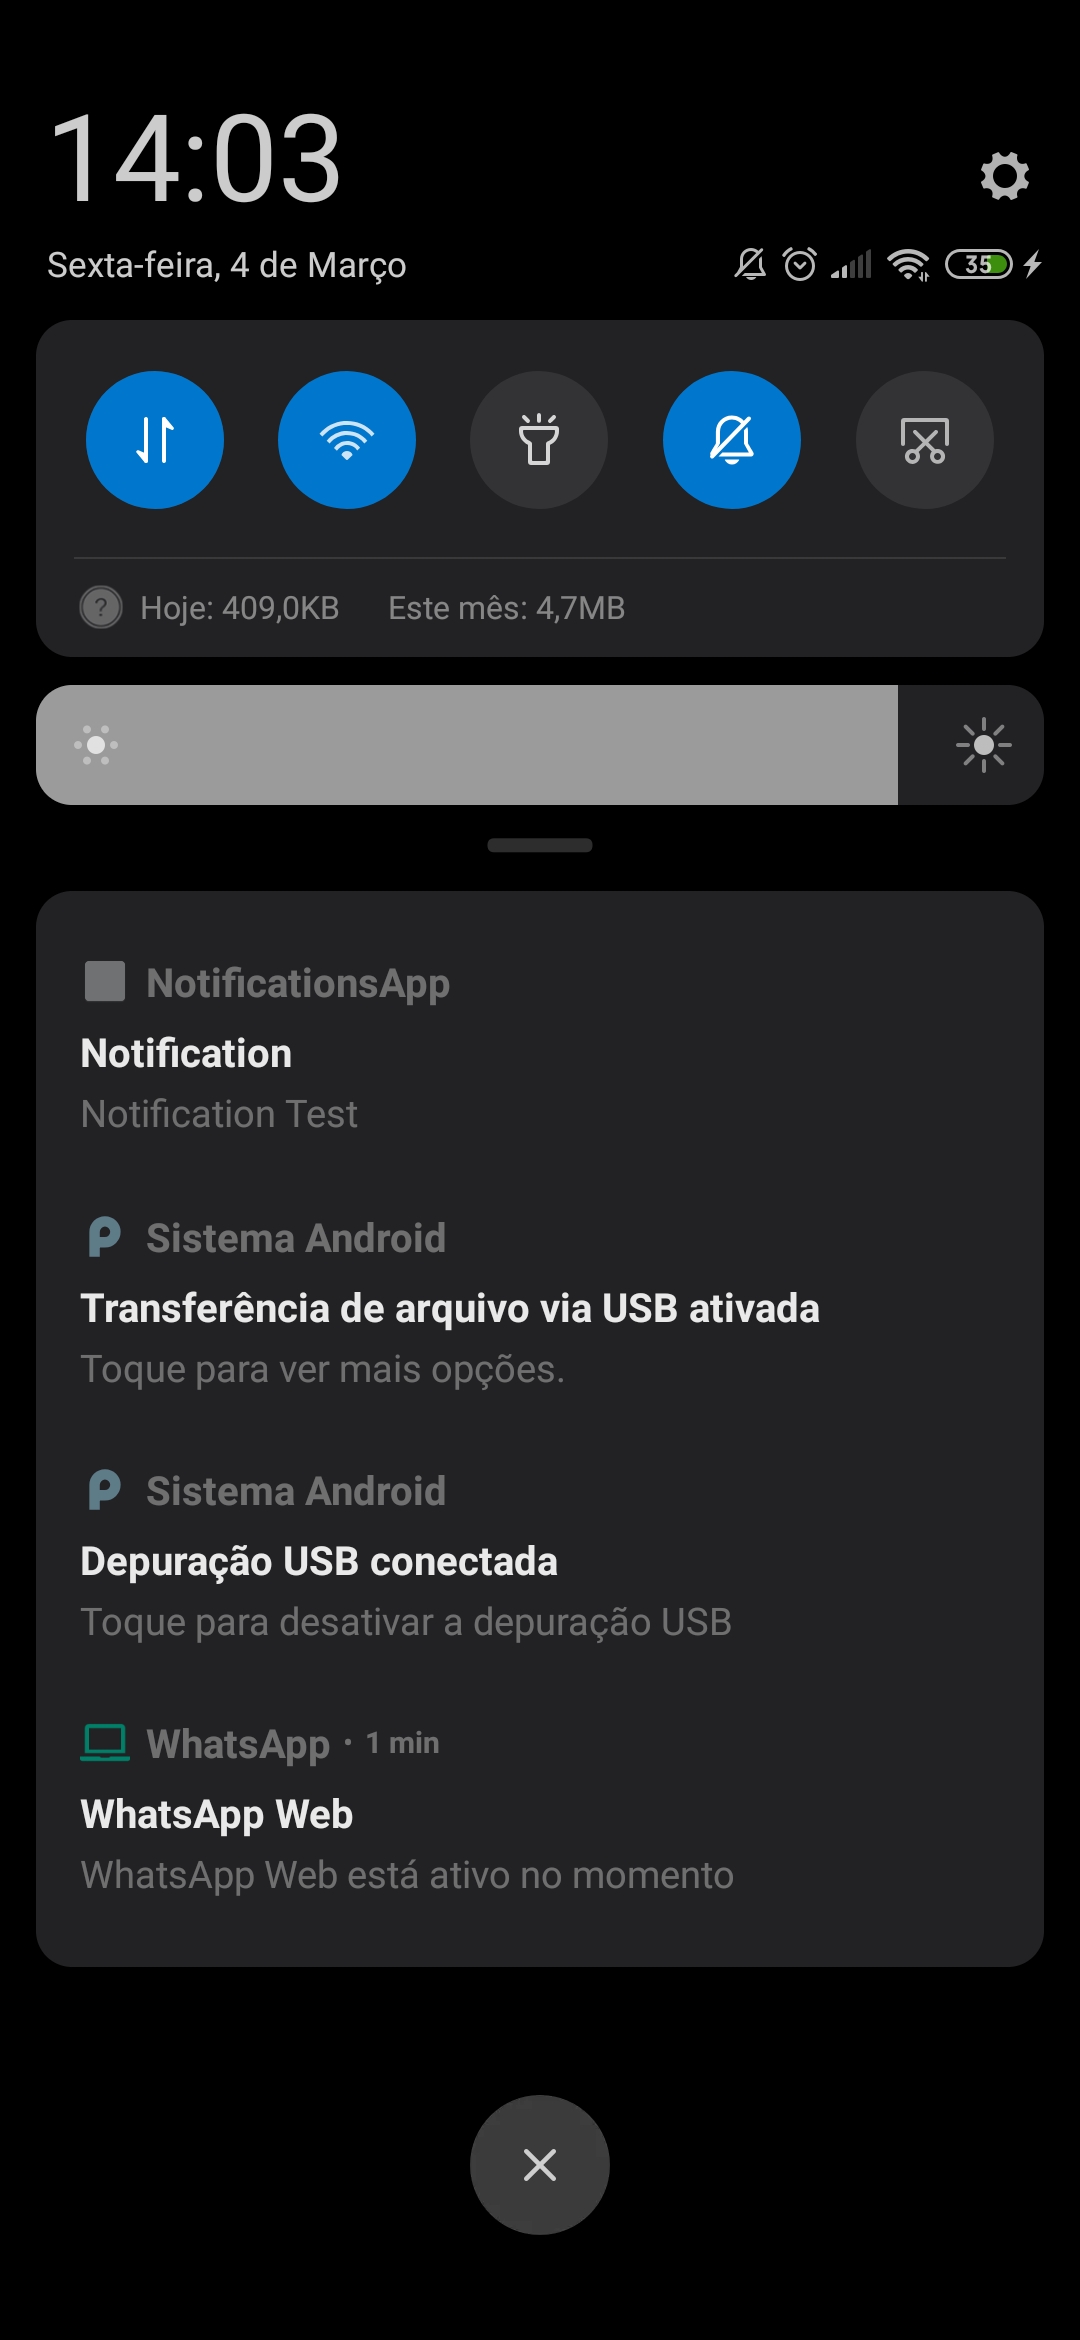 14:03
Sexta-feira, 4 de Março
35
Hoje: 409,0KB Este mês: 4,7MB
NotificationsApp
Notification
Notification Test
Sistema Android
Transferência de arquivo via USB ativada
Toque para ver mais opções.
Sistema Android
Depuração USB conectada
Toque para desativar a depuração USB
WhatsApp · 1 min
WhatsApp Web
WhatsApp Web está ativo no momento